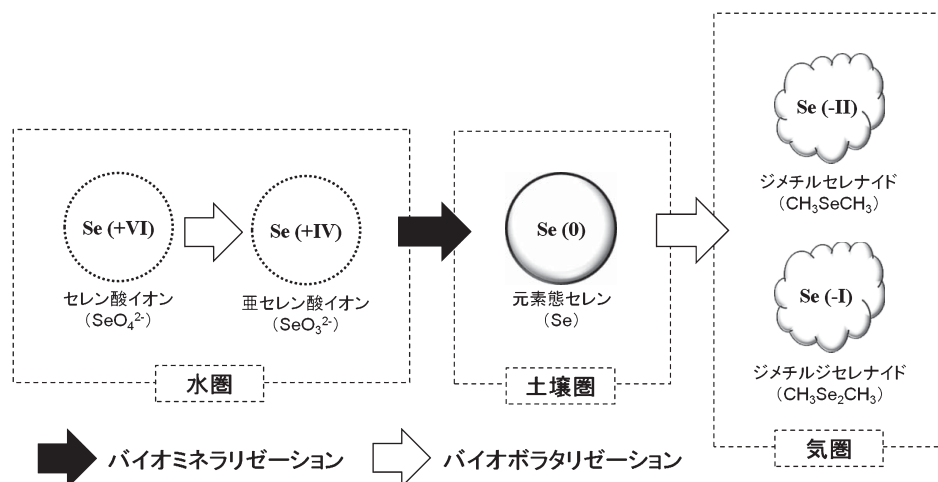 Se (+VI)
セレン酸イオン
(SeO₄²⁻)
Se (+IV)
亜セレン酸イオン
(SeO₃²⁻)
水圏
Se (0)
元素態セレン
(Se)
土壌圏
Se (-II)
ジメチルセレナイド
(CH₃SeCH₃)
Se (-I)
ジメチルジセレナイド
(CH₃Se₂CH₃)
気圏
バイオミネラリゼーション
バイオボラタリゼーション